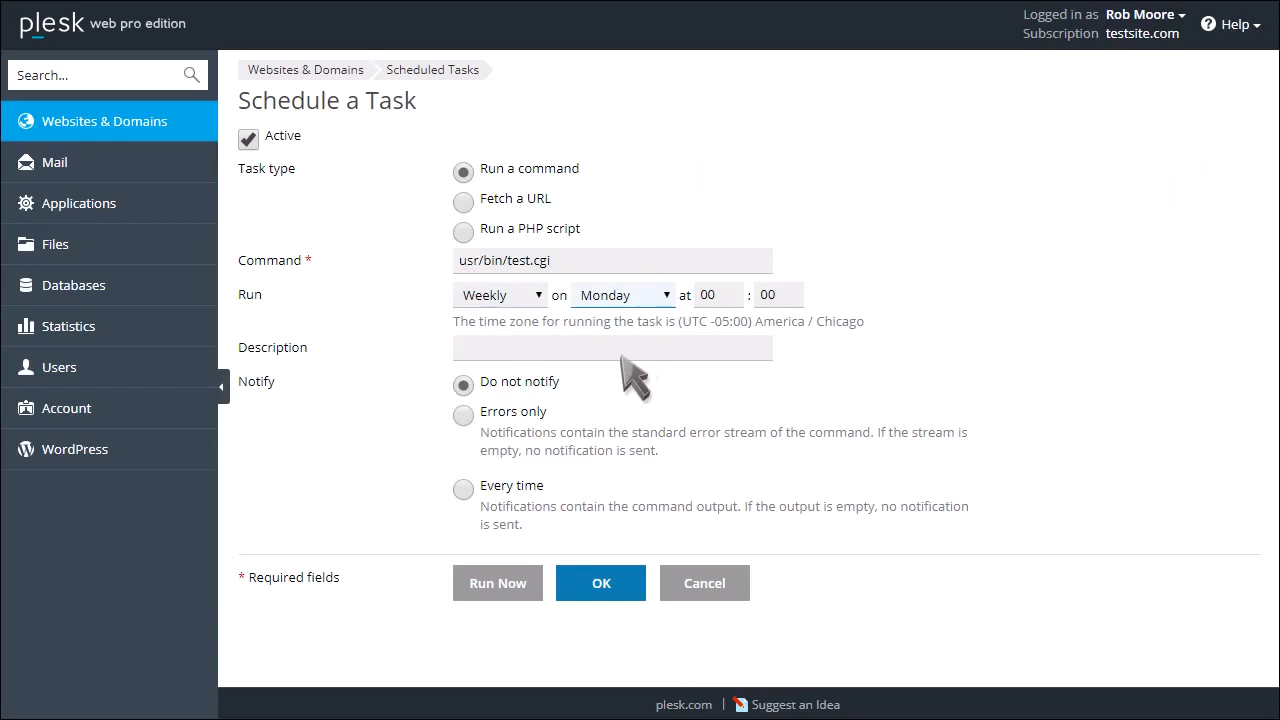 plesk web pro edition
Logged in as Rob Moore
Subscription testsite.com
Help
Search...
Websites & Domains
Mail
Applications
Files
Databases
Statistics
Users
Account
WordPress
Websites & Domains
Scheduled Tasks
Schedule a Task
Active
Task type
Run a command
Fetch a URL
Run a PHP script
Command *
usr/bin/test.cgi
Run
Weekly on Monday at 00 : 00
The time zone for running the task is (UTC -05:00) America / Chicago
Description
Notify
Do not notify
Errors only
Notifications contain the standard error stream of the command. If the stream is
empty, no notification is sent.
Every time
Notifications contain the command output. If the output is empty, no notification
is sent.
* Required fields
Run Now
OK
Cancel
plesk.com | Suggest an Idea